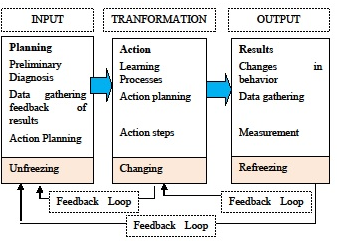 INPUT
TRANFORMATION
OUTPUT
Planning
Preliminary
Diagnosis
Data gathering
feedback of
results
Action Planning
Unfreezing
Action
Learning
Processes
Action planning
Action steps
Changing
Results
Changes in
behavior
Data gathering
Measurement
Refreezing
Feedback Loop
Feedback Loop
Feedback Loop